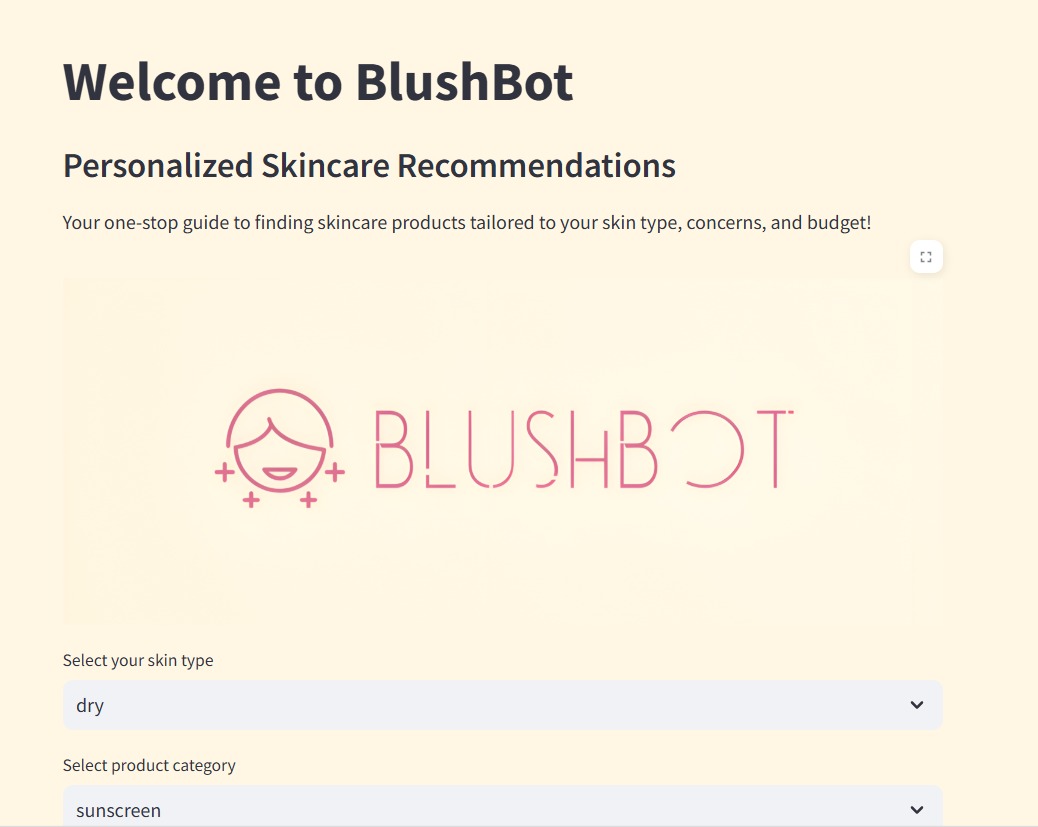 Welcome to BlushBot
Personalized Skincare Recommendations
Your one-stop guide to finding skincare products tailored to your skin type, concerns, and budget!
BLUSHBOT
Select your skin type
dry
Select product category
sunscreen